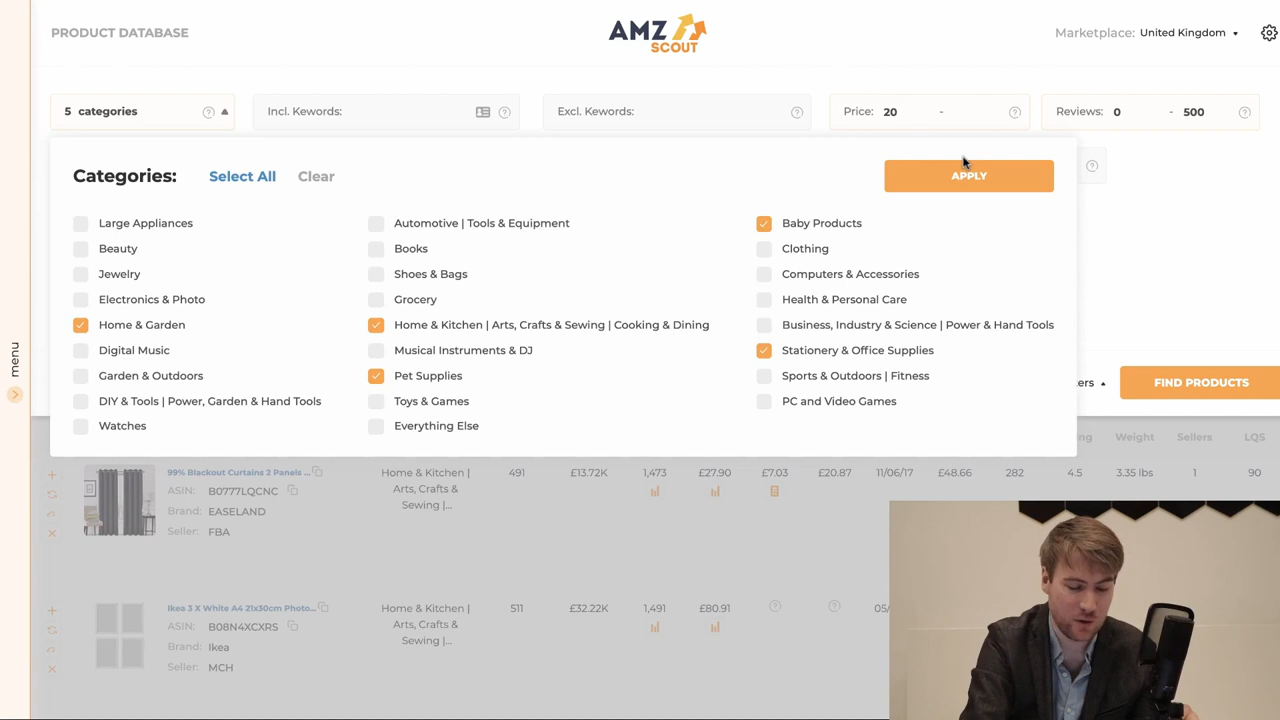 PRODUCT DATABASE
AMZ SCOUT
Marketplace: United Kingdom
5 categories
Incl. Kewords:
Excl. Kewords:
Price: 20 -
Reviews: 0 - 500
Categories: Select All Clear
APPLY
Large Appliances
Beauty
Jewelry
Electronics & Photo
Home & Garden
Digital Music
Garden & Outdoors
DIY & Tools | Power, Garden & Hand Tools
Watches
Automotive | Tools & Equipment
Books
Shoes & Bags
Grocery
Home & Kitchen | Arts, Crafts & Sewing | Cooking & Dining
Musical Instruments & DJ
Pet Supplies
Toys & Games
Everything Else
Baby Products
Clothing
Computers & Accessories
Health & Personal Care
Business, Industry & Science | Power & Hand Tools
Stationery & Office Supplies
Sports & Outdoors | Fitness
PC and Video Games
menu
ers
FIND PRODUCTS
ng Weight Sellers LQS
99% Blackout Curtains 2 Panels ...
ASIN: B0777LQCNC
Brand: EASELAND
Seller: FBA
Home & Kitchen |
Arts, Crafts &
Sewing |...
491 £13.72K 1,473 £27.90 £7.03 £20.87 11/06/17 £48.66 282 4.5 3.35 lbs 1 90
Ikea 3 X White A4 21x30cm Photo...
ASIN: B08N4XCXRS
Brand: Ikea
Seller: MCH
Home & Kitchen |
Arts, Crafts &
Sewing |...
511 £32.22K 1,491 £80.91 05/